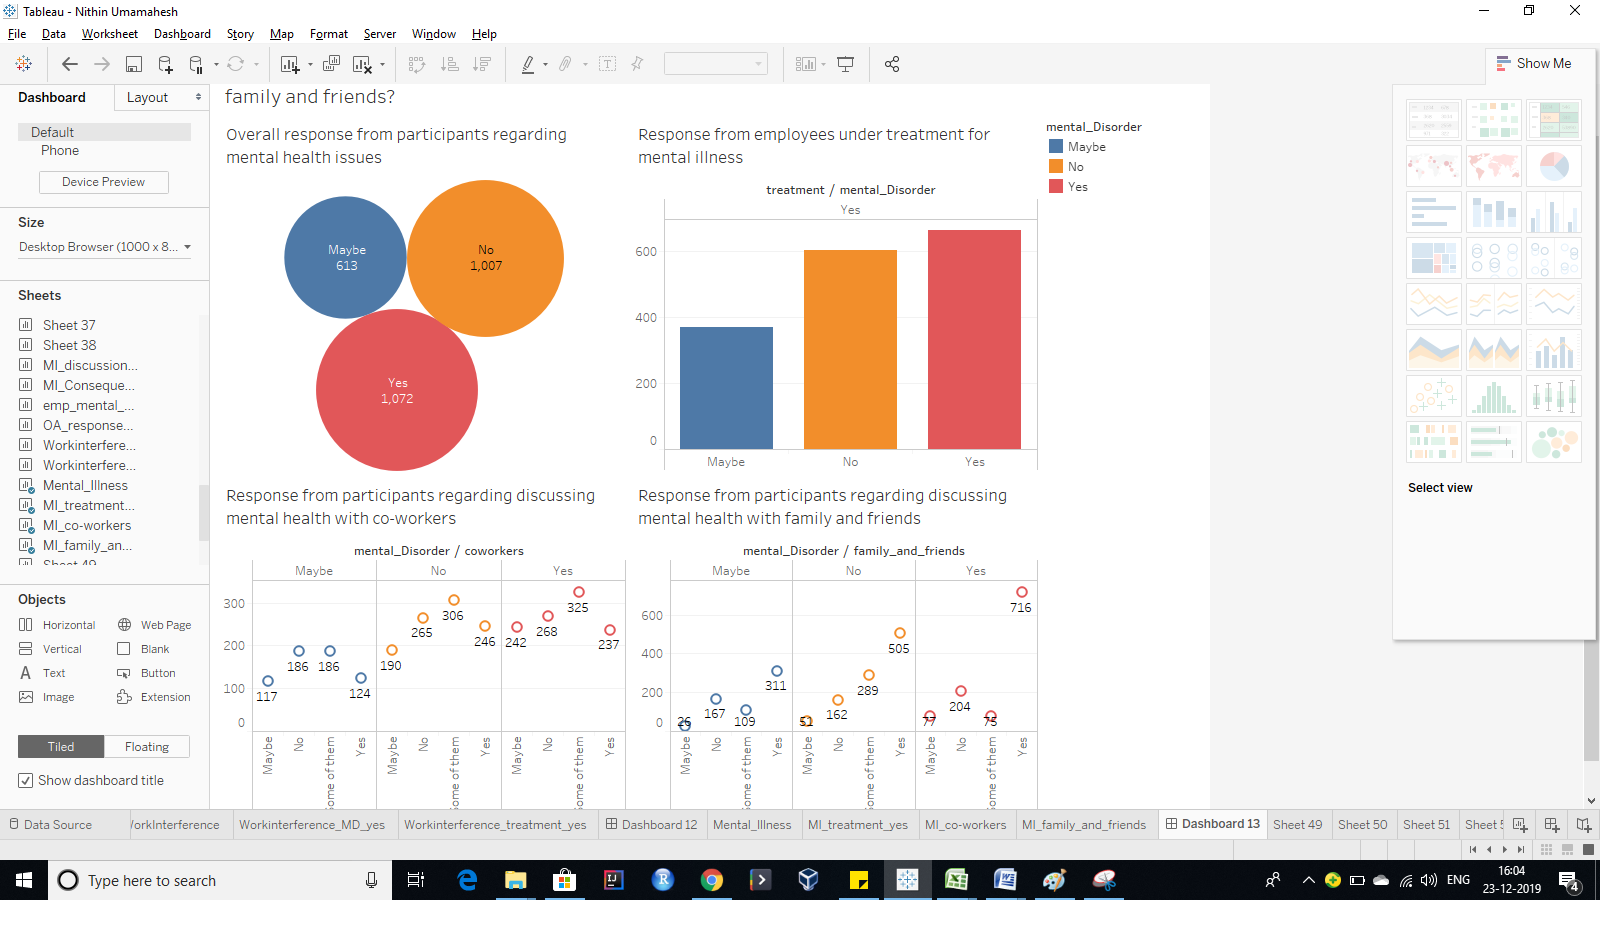 Tableau - Nithin Umamahesh
File Data Worksheet Dashboard Story Map Format Server Window Help
Show Me
Dashboard Layout
Default
Phone
Device Preview
Size
Desktop Browser (1000 x 8...
Sheets
Sheet 37
Sheet 38
MI_discussion...
MI_Conseque...
emp_mental_...
OA_response...
Workinterfere...
Workinterfere...
Mental_Illness
MI_treatment...
MI_co-workers
MI_family_an...
Sheet 49
Objects
Horizontal Web Page
Vertical Blank
Text Button
Image Extension
Tiled Floating
Show dashboard title
family and friends?
Overall response from participants regarding
mental health issues
Maybe
613
No
1,007
Yes
1,072
Response from employees under treatment for
mental illness
treatment / mental_Disorder
Yes
600
400
200
0
Maybe No Yes
mental_Disorder
Maybe
No
Yes
Response from participants regarding discussing
mental health with co-workers
mental_Disorder / coworkers
Maybe No Yes
300
200
100
0
117 186 186 124
190 265 306 246
242 268 325 237
Maybe No ome of them Yes Maybe No ome of them Yes Maybe No ome of them Yes
Response from participants regarding discussing
mental health with family and friends
mental_Disorder / family_and_friends
Maybe No Yes
600
400
200
0
26 167 109 311
51 162 289 505
77 204 75 716
Maybe No ome of them Yes Maybe No ome of them Yes Maybe No ome of them Yes
Select view
Data Source orkInterference Workinterference_MD_yes Workinterference_treatment_yes Dashboard 12 Mental_Illness MI_treatment_yes MI_co-workers MI_family_and_friends Dashboard 13 Sheet 49 Sheet 50 Sheet 51 Sheet
Type here to search
ENG
16:04
23-12-2019
4